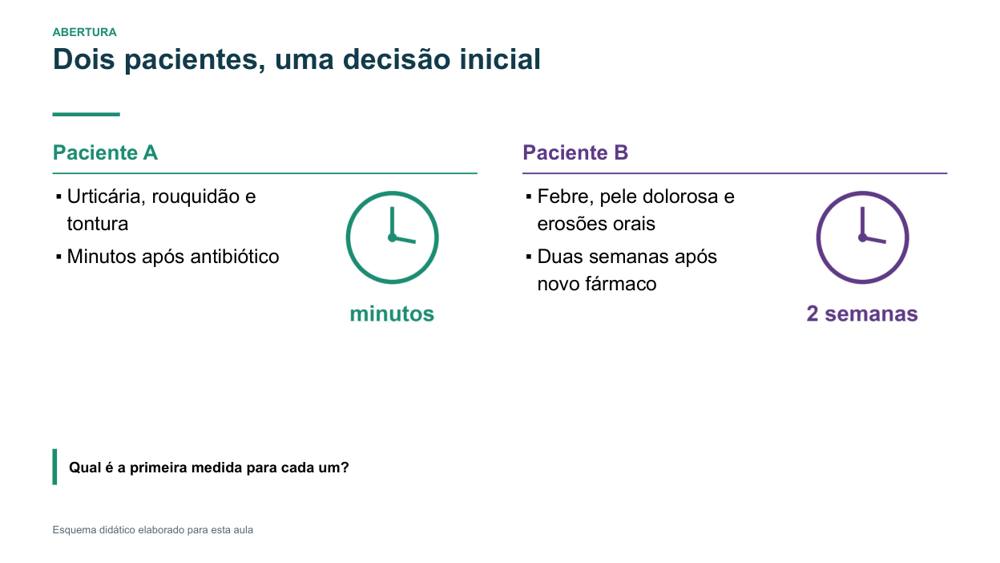 ABERTURA
Dois pacientes, uma decisão inicial
Paciente A
▪ Urticária, rouquidão e
tontura
▪ Minutos após antibiótico
minutos
Paciente B
▪ Febre, pele dolorosa e
erosões orais
▪ Duas semanas após
novo fármaco
2 semanas
Qual é a primeira medida para cada um?
Esquema didático elaborado para esta aula